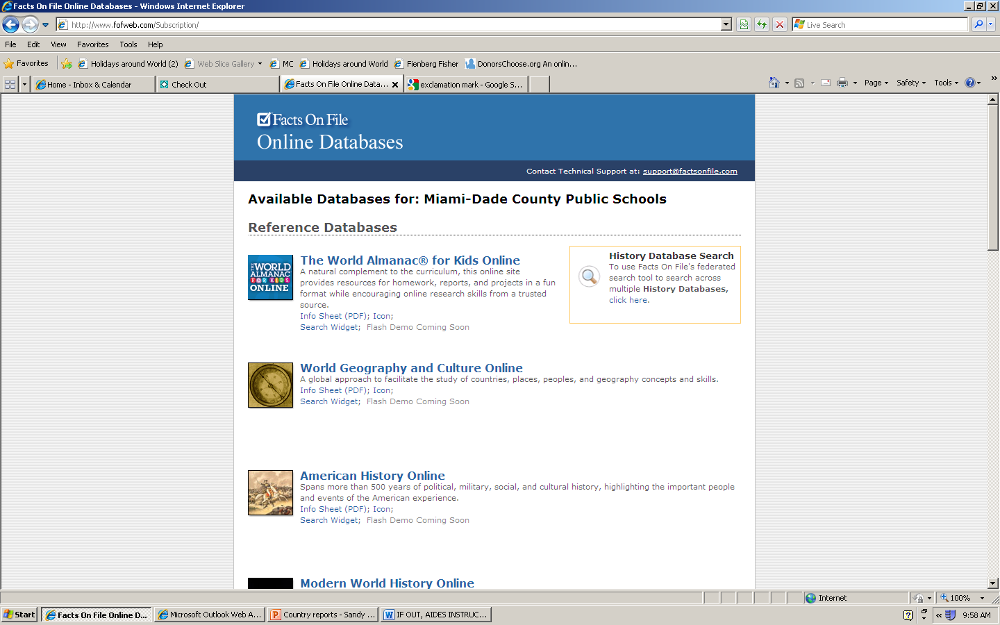 Facts On File Online Databases - Windows Internet Explorer
http://www.fofweb.com/Subscription/
Live Search
File Edit View Favorites Tools Help
Favorites Holidays around World (2) Web Slice Gallery MC Holidays around World Fienberg Fisher DonorsChoose.org An onlin...
Home - Inbox & Calendar Check Out Facts On File Online Data... exclamation mark - Google S... Page Safety Tools »
Facts On File
Online Databases
Contact Technical Support at: support@factsonfile.com
Available Databases for: Miami-Dade County Public Schools
Reference Databases
THE WORLD ALMANAC FOR KIDS ONLINE
The World Almanac® for Kids Online
A natural complement to the curriculum, this online site
provides resources for homework, reports, and projects in a fun
format while encouraging online research skills from a trusted
source.
Info Sheet (PDF); Icon;
Search Widget; Flash Demo Coming Soon
History Database Search
To use Facts On File's federated
search tool to search across
multiple History Databases,
click here.
World Geography and Culture Online
A global approach to facilitate the study of countries, places, peoples, and geography concepts and skills.
Info Sheet (PDF); Icon;
Search Widget; Flash Demo Coming Soon
American History Online
Spans more than 500 years of political, military, social, and cultural history, highlighting the important people
and events of the American experience.
Info Sheet (PDF); Icon;
Search Widget; Flash Demo Coming Soon
Modern World History Online
Internet 100%
Start Facts On File Online D... Microsoft Outlook Web A... Country reports - Sandy ... IF OUT, AIDES INSTRUC... « 9:58 AM